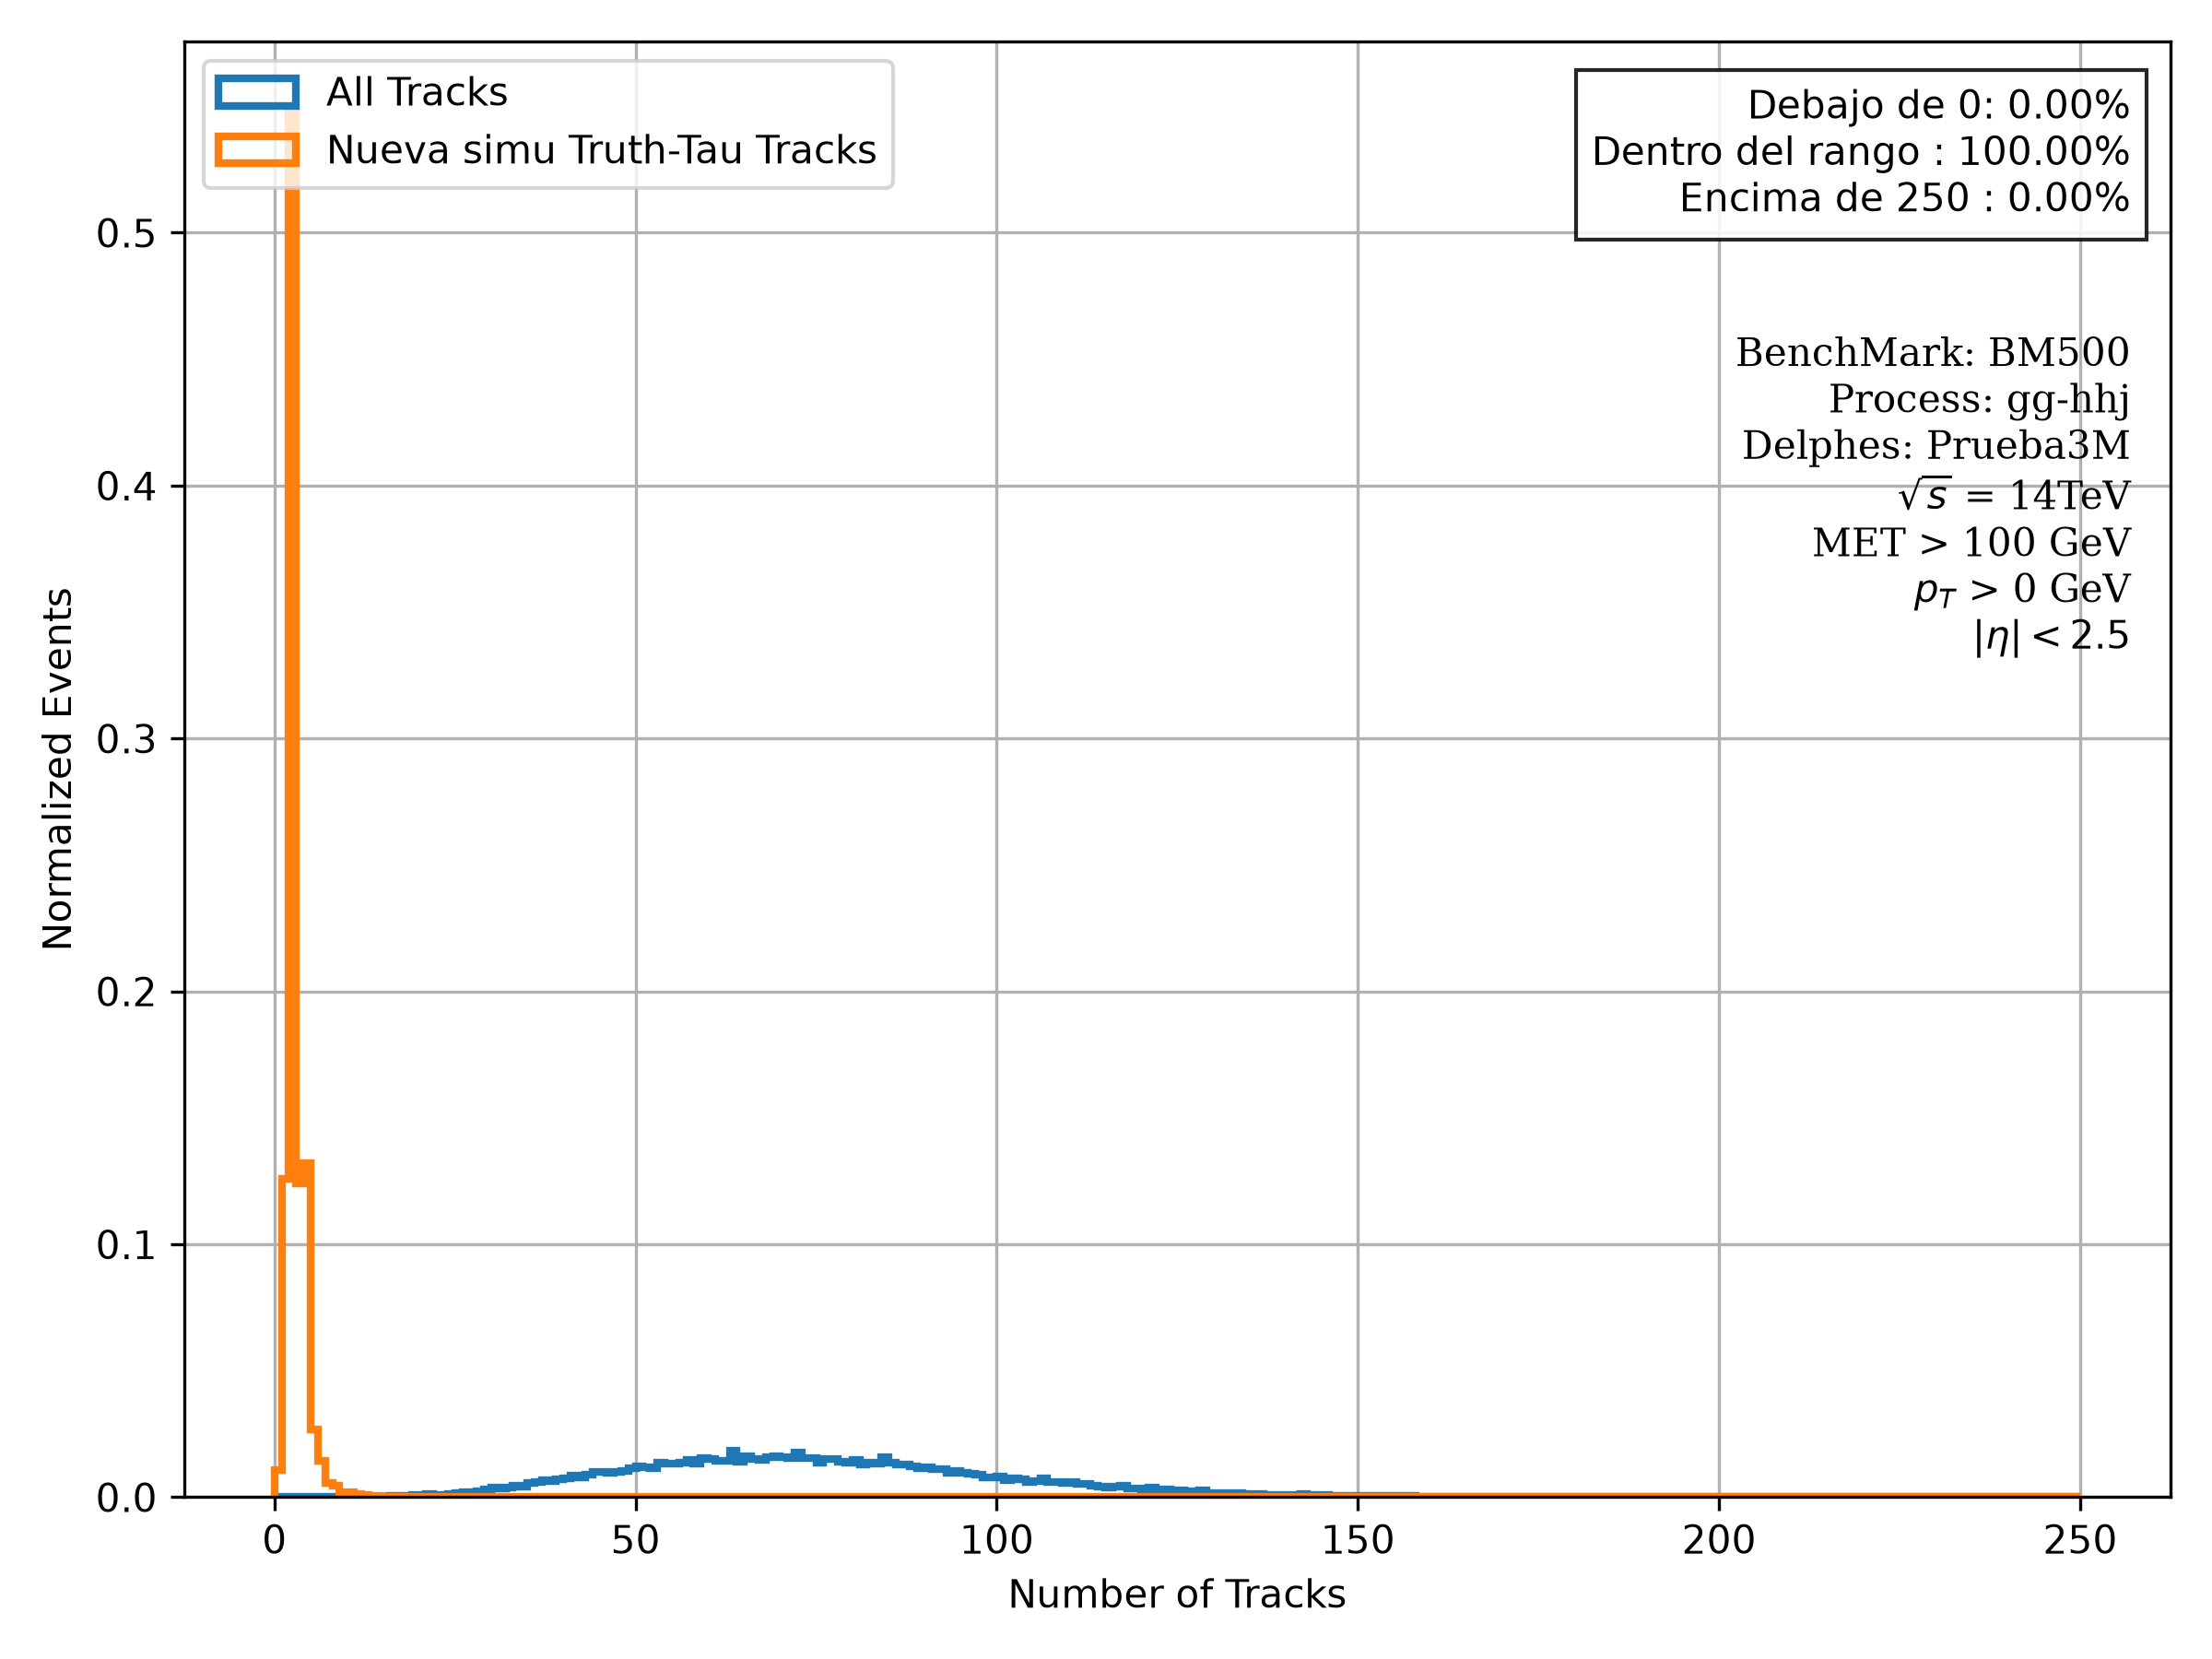 All Tracks
Nueva simu Truth-Tau Tracks
Debajo de 0: 0.00%
Dentro del rango : 100.00%
Encima de 250 : 0.00%
BenchMark: BM500
Process: gg-hhj
Delphes: Prueba3M
√s = 14TeV
MET > 100 GeV
p_T > 0 GeV
|η| < 2.5
Normalized Events
0.5
0.4
0.3
0.2
0.1
0.0
0 50 100 150 200 250
Number of Tracks